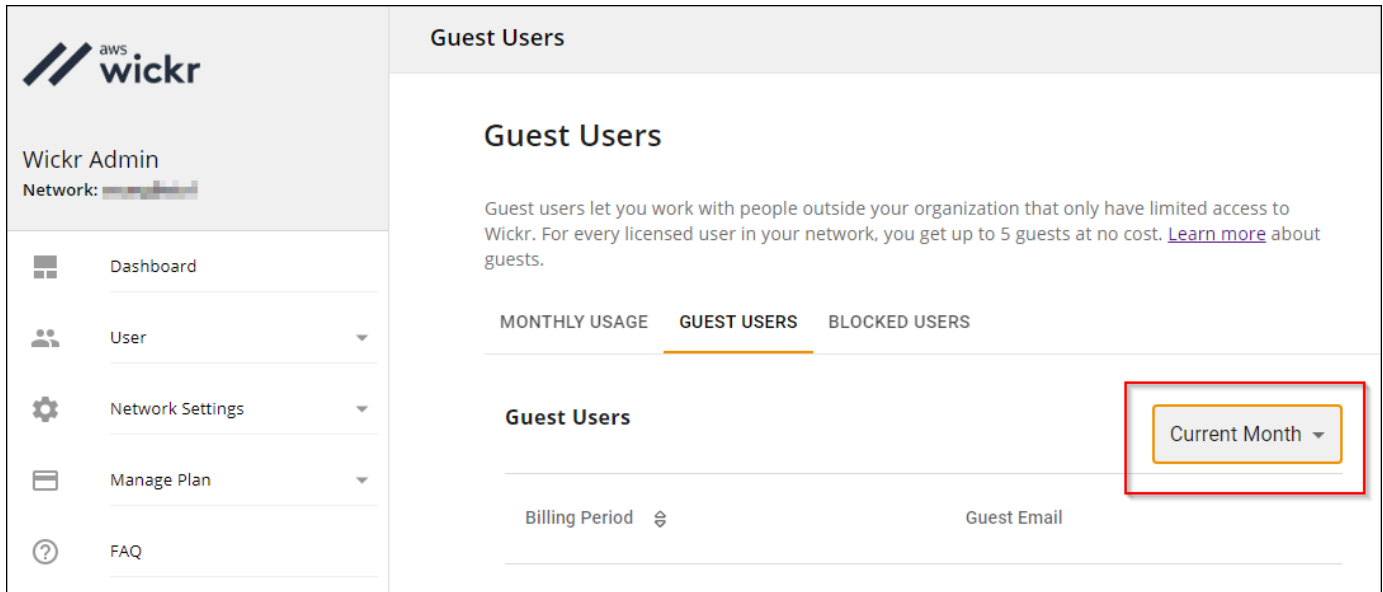 aws
wickr
Wickr Admin
Network:
Dashboard
User
Network Settings
Manage Plan
FAQ
Guest Users
Guest Users
Guest users let you work with people outside your organization that only have limited access to
Wickr. For every licensed user in your network, you get up to 5 guests at no cost. Learn more about
guests.
MONTHLY USAGE GUEST USERS BLOCKED USERS
Guest Users
Current Month
Billing Period Guest Email